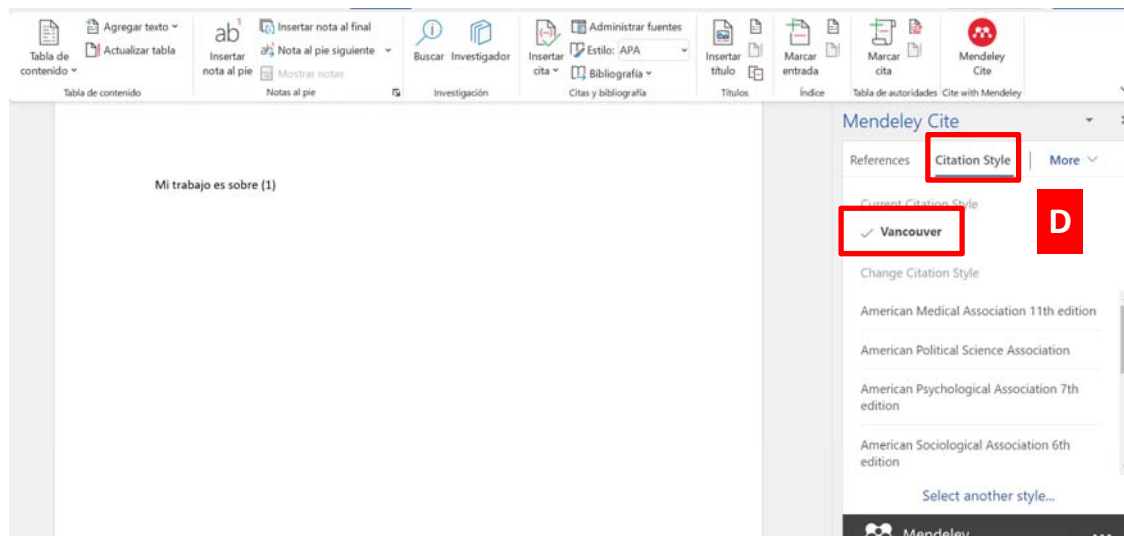 Tabla de
contenido
Agregar texto
Actualizar tabla
Tabla de contenido
ab¹
Insertar
nota al pie
Insertar nota al final
Nota al pie siguiente
Mostrar notas
Notas al pie
Buscar
Investigador
Investigación
Insertar
cita
Administrar fuentes
Estilo: APA
Bibliografía
Citas y bibliografía
Insertar
título
Títulos
Marcar
entrada
Índice
Marcar
cita
Tabla de autoridades
Mendeley
Cite
Cite with Mendeley
Mi trabajo es sobre (1)
Mendeley Cite
References
Citation Style
More
Current Citation Style
Vancouver
D
Change Citation Style
American Medical Association 11th edition
American Political Science Association
American Psychological Association 7th
edition
American Sociological Association 6th
edition
Select another style...
Mendeley